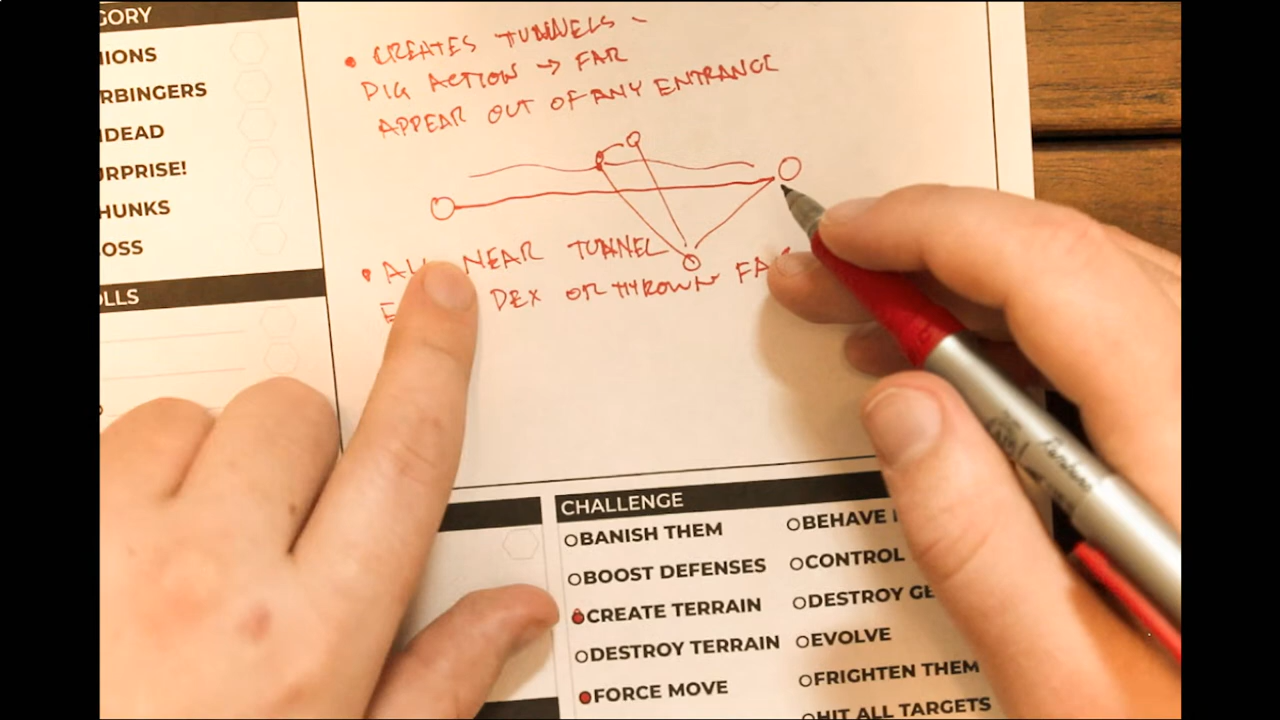 GORY
IONS
RBINGERS
DEAD
URPRISE!
HUNKS
OSS
OLLS
• CREATES TUNNELS -
DIG ACTION → FAR
APPEAR OUT OF ANY ENTRANCE
• NEAR TUNNEL
DEX OR THROWN FA
CHALLENGE
BANISH THEM
BOOST DEFENSES
CREATE TERRAIN
DESTROY TERRAIN
FORCE MOVE
BEHAVE
CONTROL
DESTROY GE
EVOLVE
FRIGHTEN THEM
HIT ALL TARGETS